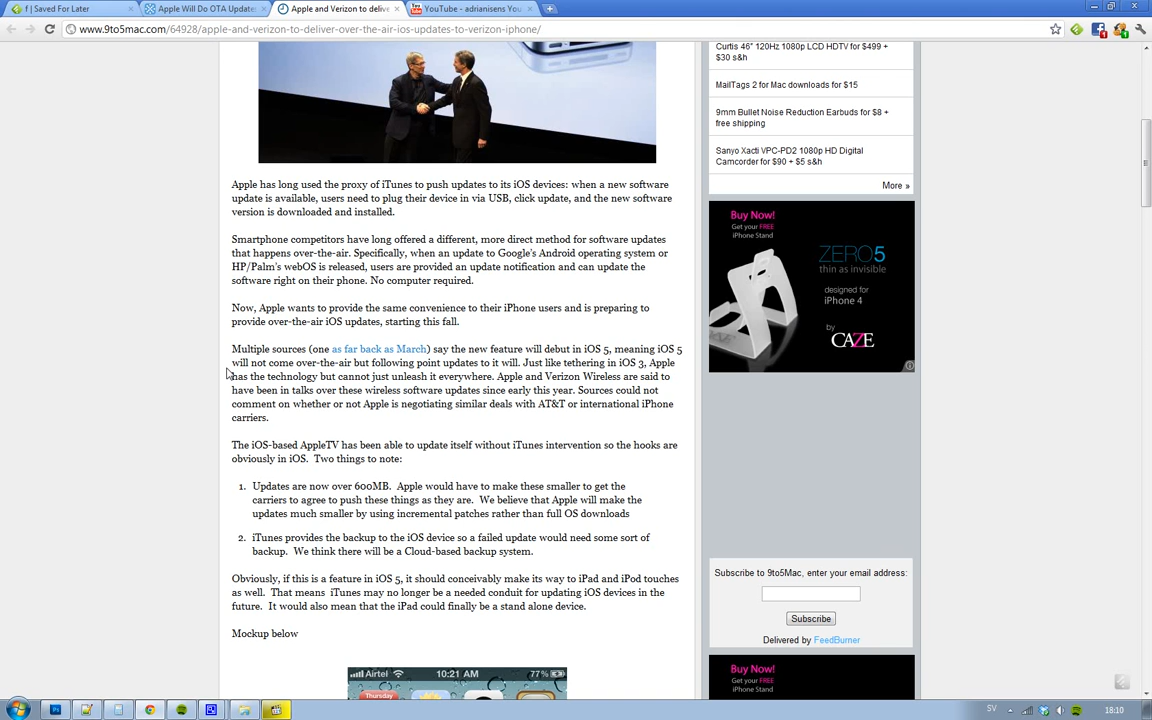 f | Saved For Later
Apple Will Do OTA Updates
Apple and Verizon to delive
YouTube - adrianisens You
www.9to5mac.com/64928/apple-and-verizon-to-deliver-over-the-air-ios-updates-to-verizon-iphone/
Apple has long used the proxy of iTunes to push updates to its iOS devices: when a new software
update is available, users need to plug their device in via USB, click update, and the new software
version is downloaded and installed.
Smartphone competitors have long offered a different, more direct method for software updates
that happens over-the-air. Specifically, when an update to Google's Android operating system or
HP/Palm's webOS is released, users are provided an update notification and can update the
software right on their phone. No computer required.
Now, Apple wants to provide the same convenience to their iPhone users and is preparing to
provide over-the-air iOS updates, starting this fall.
Multiple sources (one as far back as March) say the new feature will debut in iOS 5, meaning iOS 5
will not come over-the-air but following point updates to it will. Just like tethering in iOS 3, Apple
has the technology but cannot just unleash it everywhere. Apple and Verizon Wireless are said to
have been in talks over these wireless software updates since early this year. Sources could not
comment on whether or not Apple is negotiating similar deals with AT&T or international iPhone
carriers.
The iOS-based AppleTV has been able to update itself without iTunes intervention so the hooks are
obviously in iOS. Two things to note:
1. Updates are now over 600MB. Apple would have to make these smaller to get the
carriers to agree to push these things as they are. We believe that Apple will make the
updates much smaller by using incremental patches rather than full OS downloads
2. iTunes provides the backup to the iOS device so a failed update would need some sort of
backup. We think there will be a Cloud-based backup system.
Obviously, if this is a feature in iOS 5, it should conceivably make its way to iPad and iPod touches
as well. That means iTunes may no longer be a needed conduit for updating iOS devices in the
future. It would also mean that the iPad could finally be a stand alone device.
Mockup below
Airtel
10:21 AM
77%
Thursday
Curtis 46" 120Hz 1080p LCD HDTV for $499 +
$30 s&h
MailTags 2 for Mac downloads for $15
9mm Bullet Noise Reduction Earbuds for $8 +
free shipping
Sanyo Xacti VPC-PD2 1080p HD Digital
Camcorder for $90 + $5 s&h
More »
Buy Now!
Get your FREE
iPhone Stand
ZERO5
thin as invisible
designed for
iPhone 4
by
CAZE
Subscribe to 9to5Mac, enter your email address:
Subscribe
Delivered by FeedBurner
Buy Now!
Get your FREE
iPhone Stand
SV
18:10